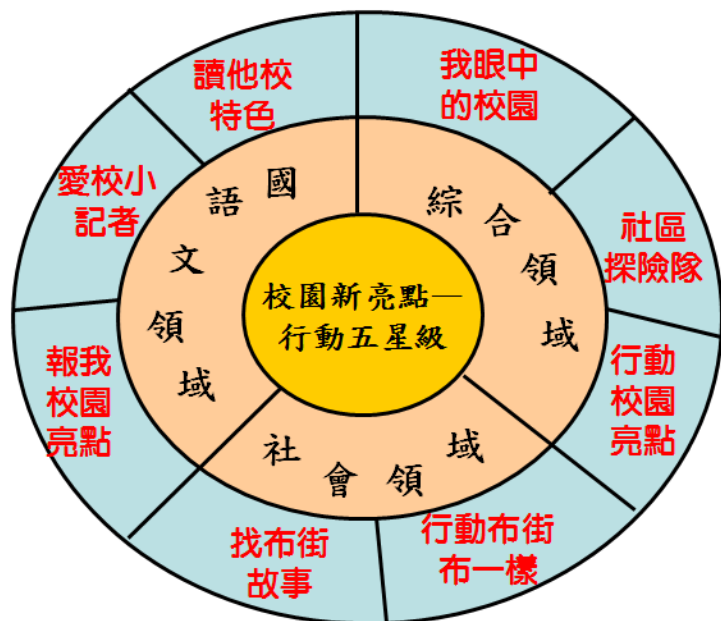 校園新亮點—
行動五星級
國語文領域
綜合領域
社會領域
讀他校
特色
我眼中
的校園
愛校小
記者
社區
探險隊
報我
校園
亮點
行動
校園
亮點
找布街
故事
行動布街
布一樣